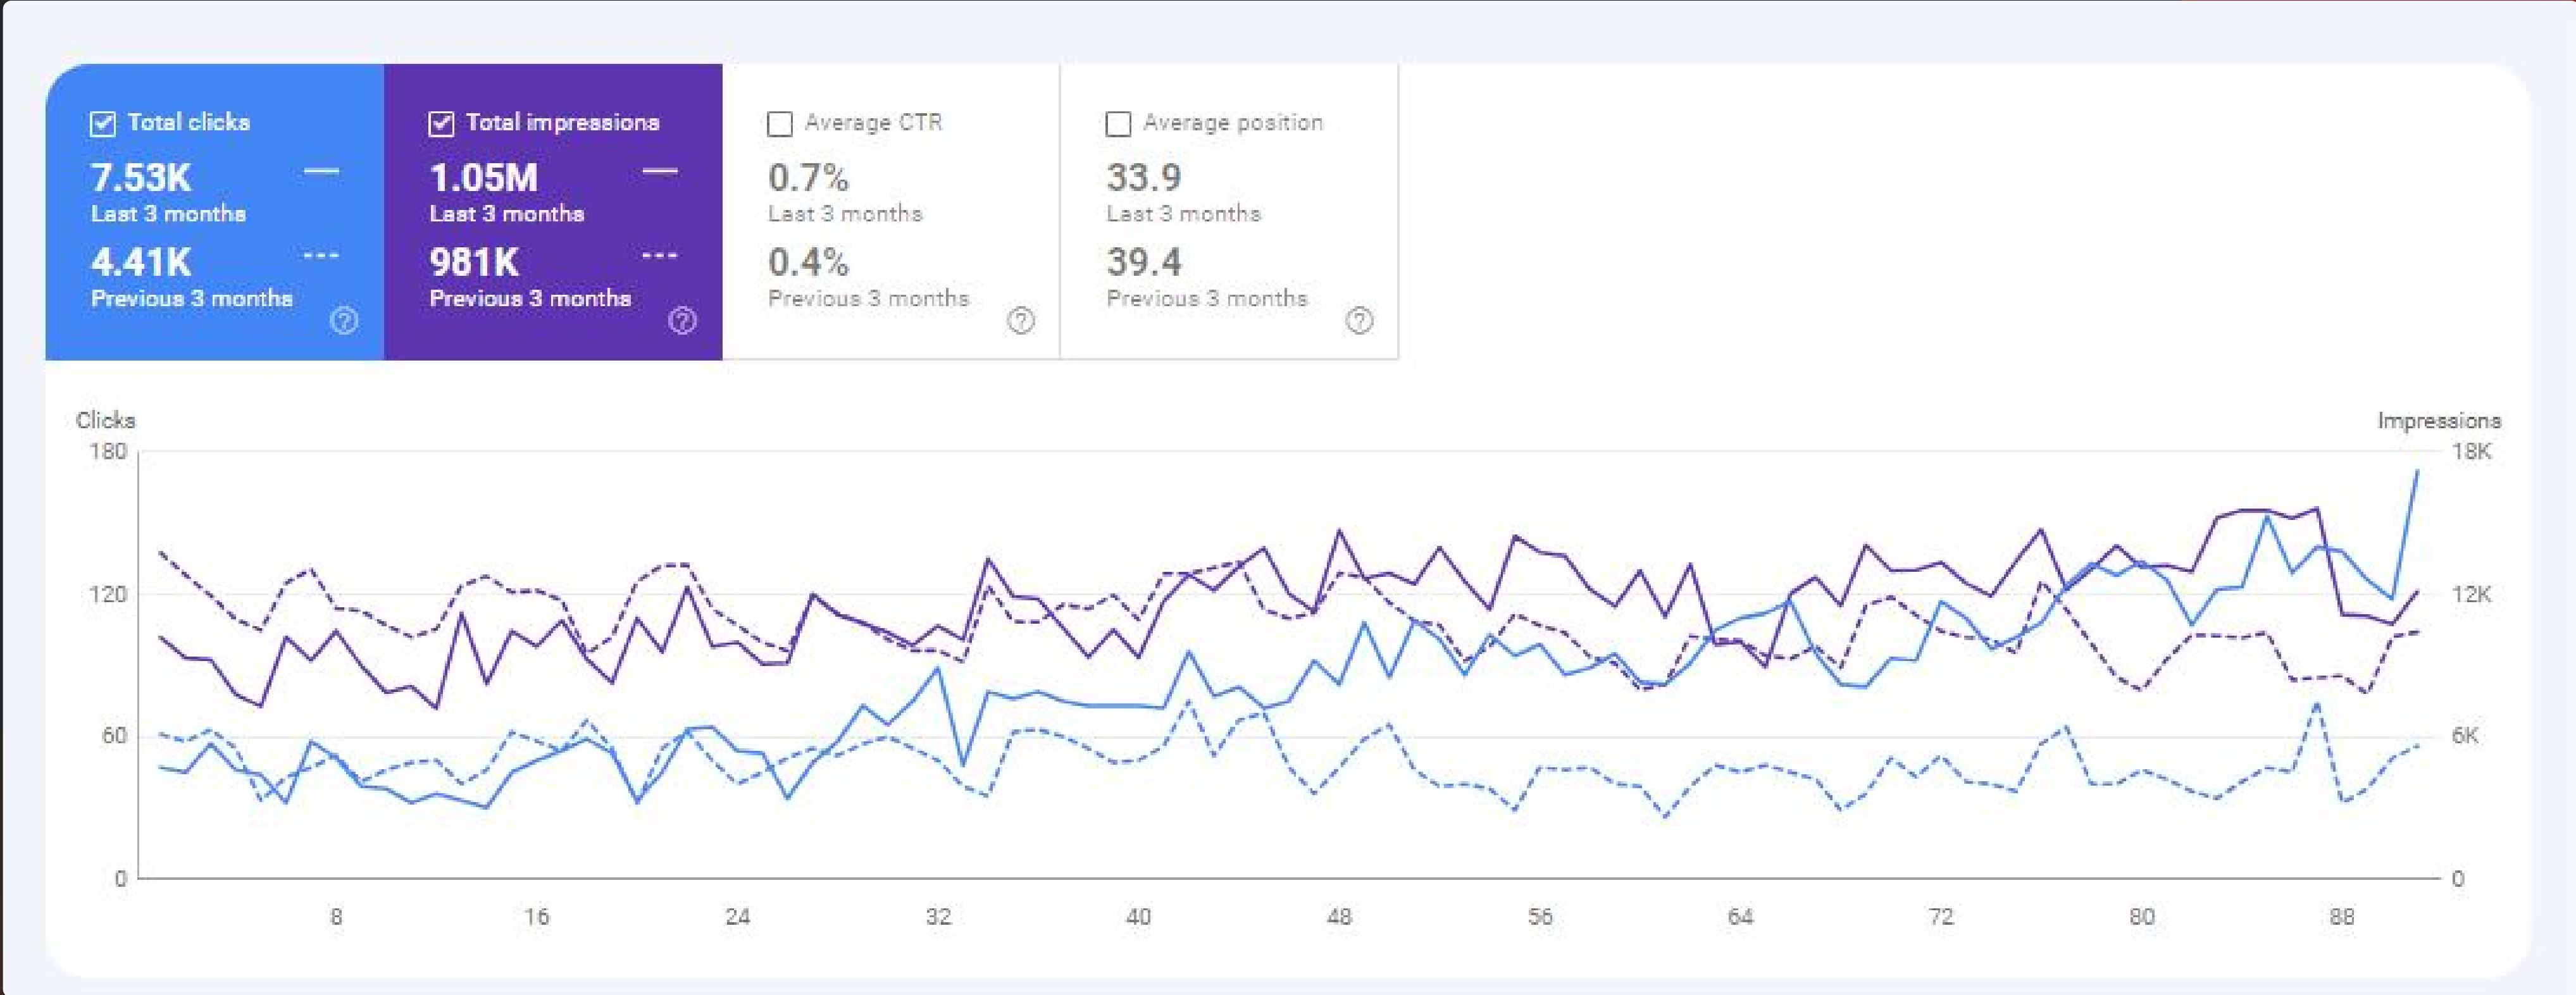 Total clicks
7.53K
Last 3 months
4.41K
Previous 3 months
Total impressions
1.05M
Last 3 months
981K
Previous 3 months
Average CTR
0.7%
Last 3 months
0.4%
Previous 3 months
Average position
33.9
Last 3 months
39.4
Previous 3 months
Clicks
Impressions
180
18K
120
12K
60
6K
0
0
8 16 24 32 40 48 56 64 72 80 88